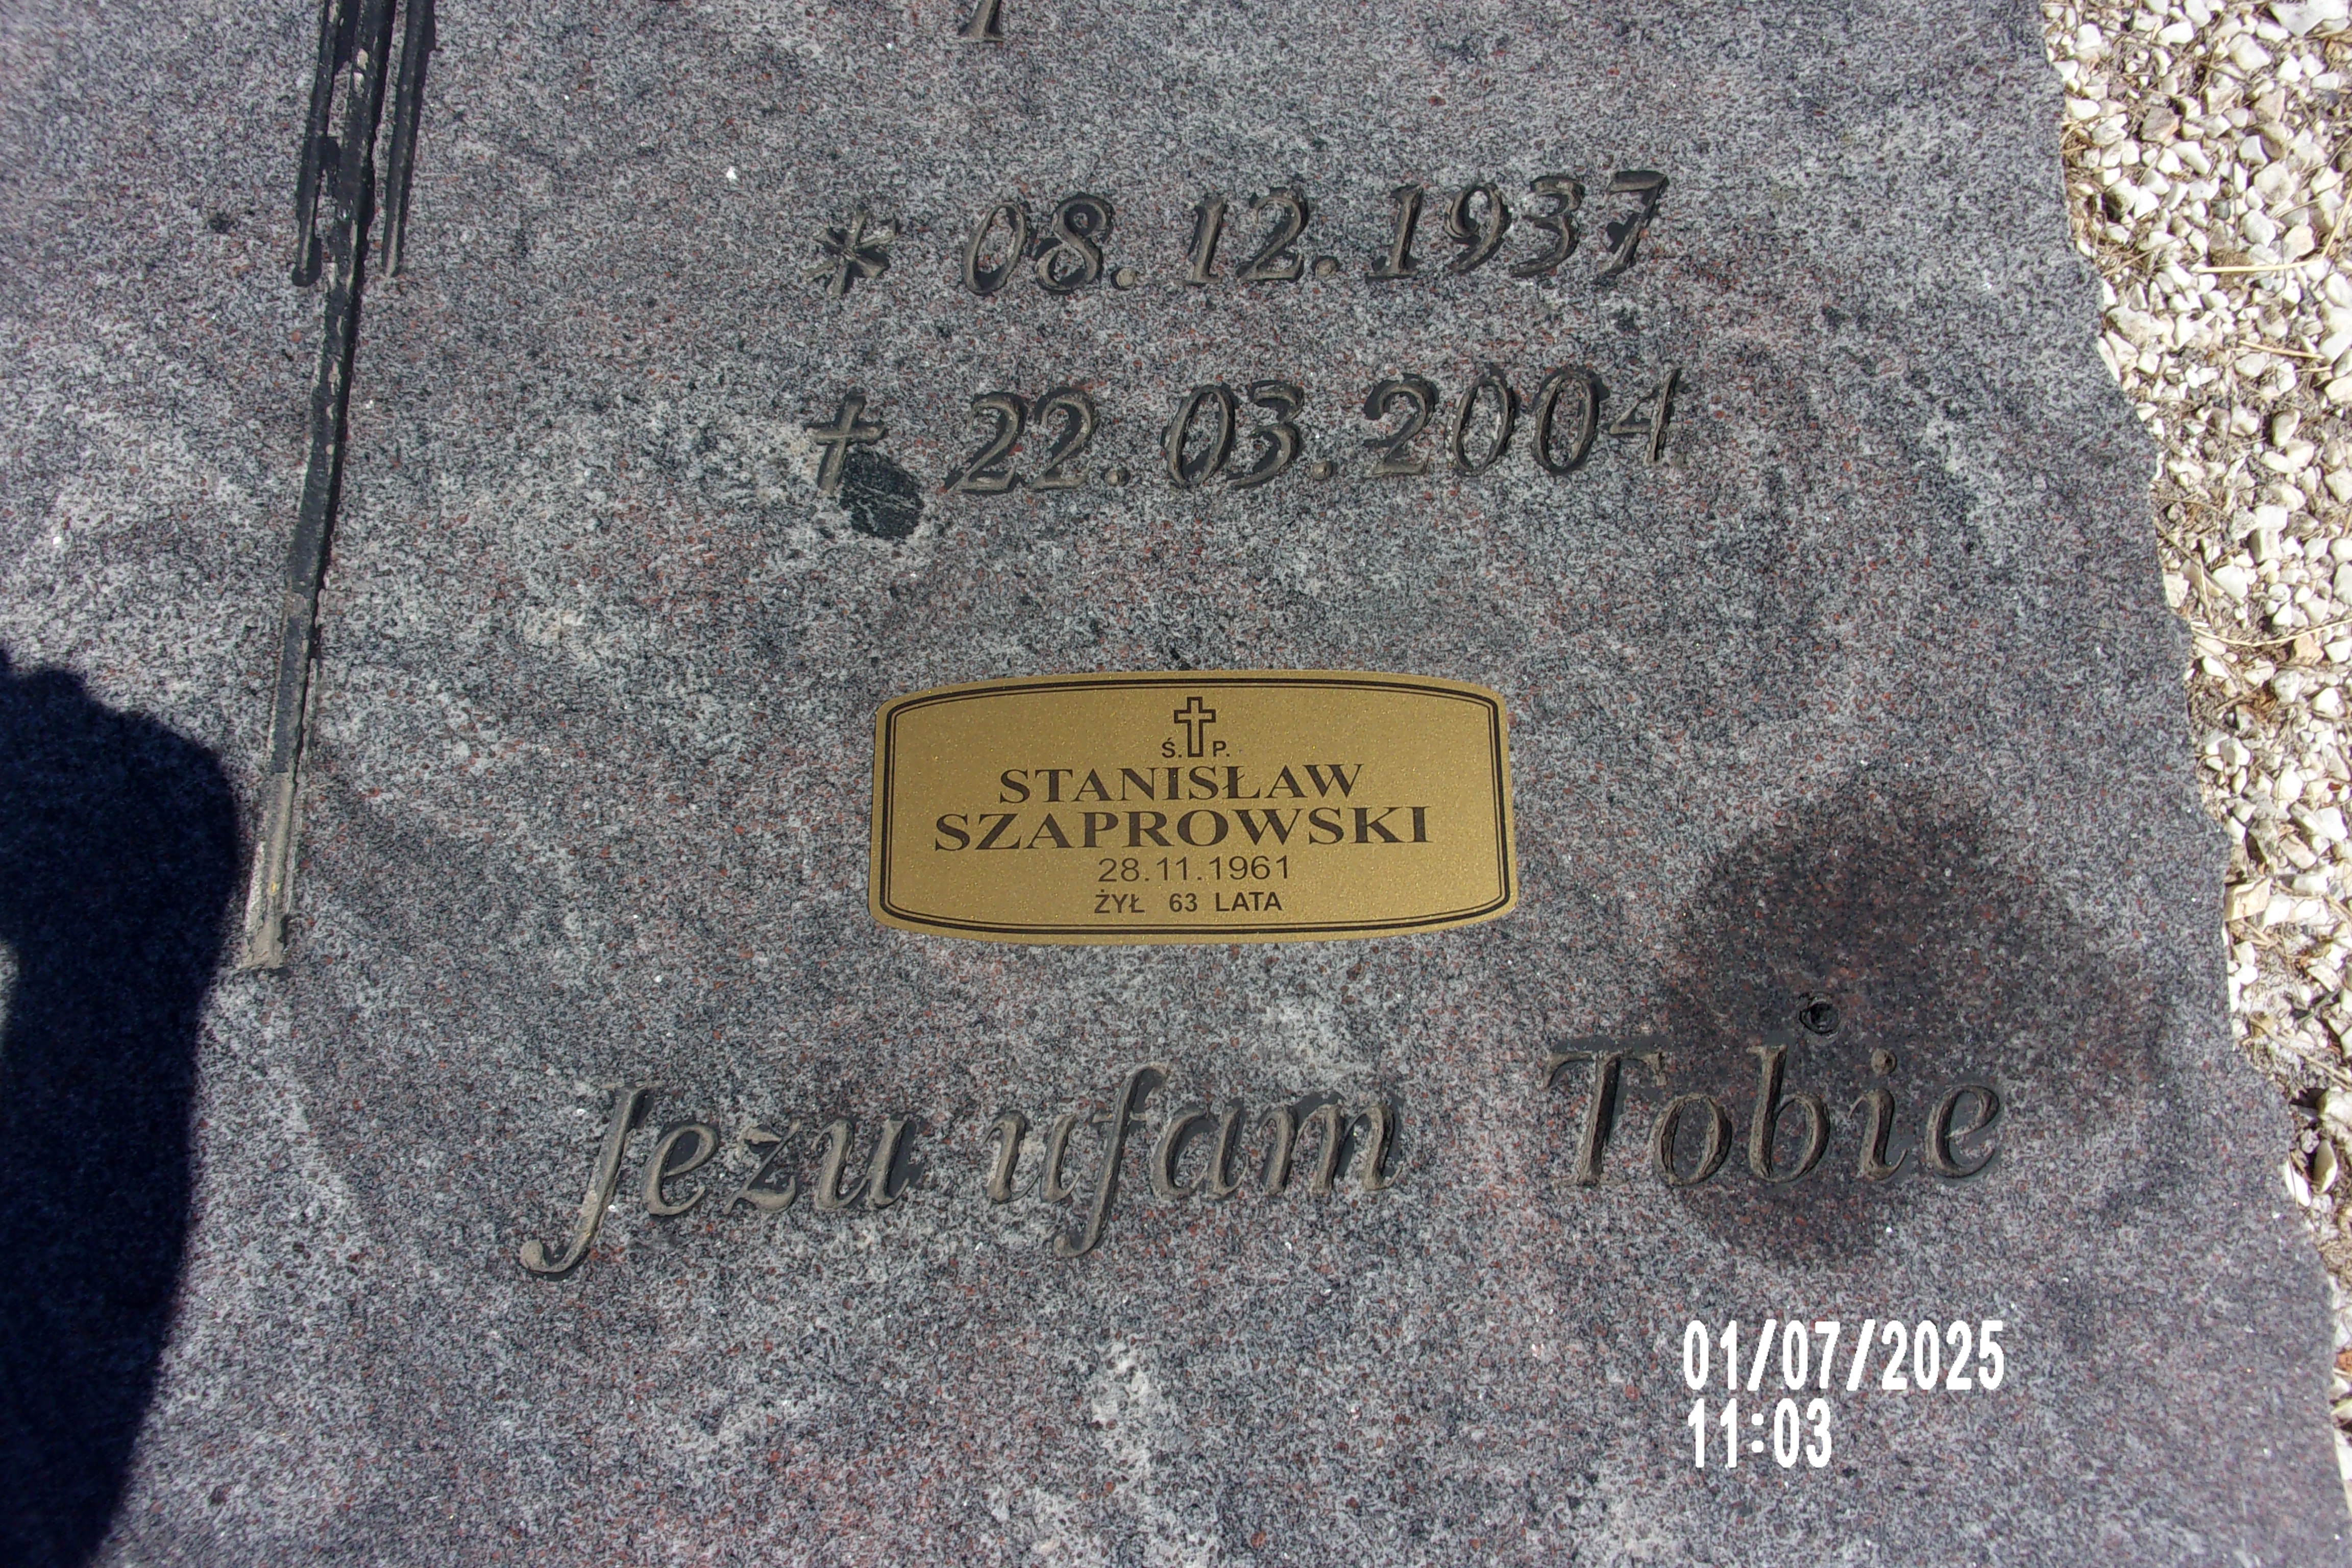 * 08.12.1937
† 22.03.2004
Ś. P.
STANISŁAW
SZAPROWSKI
28.11.1961
ŻYŁ 63 LATA
Jezu ufam Tobie
01/07/2025
11:03